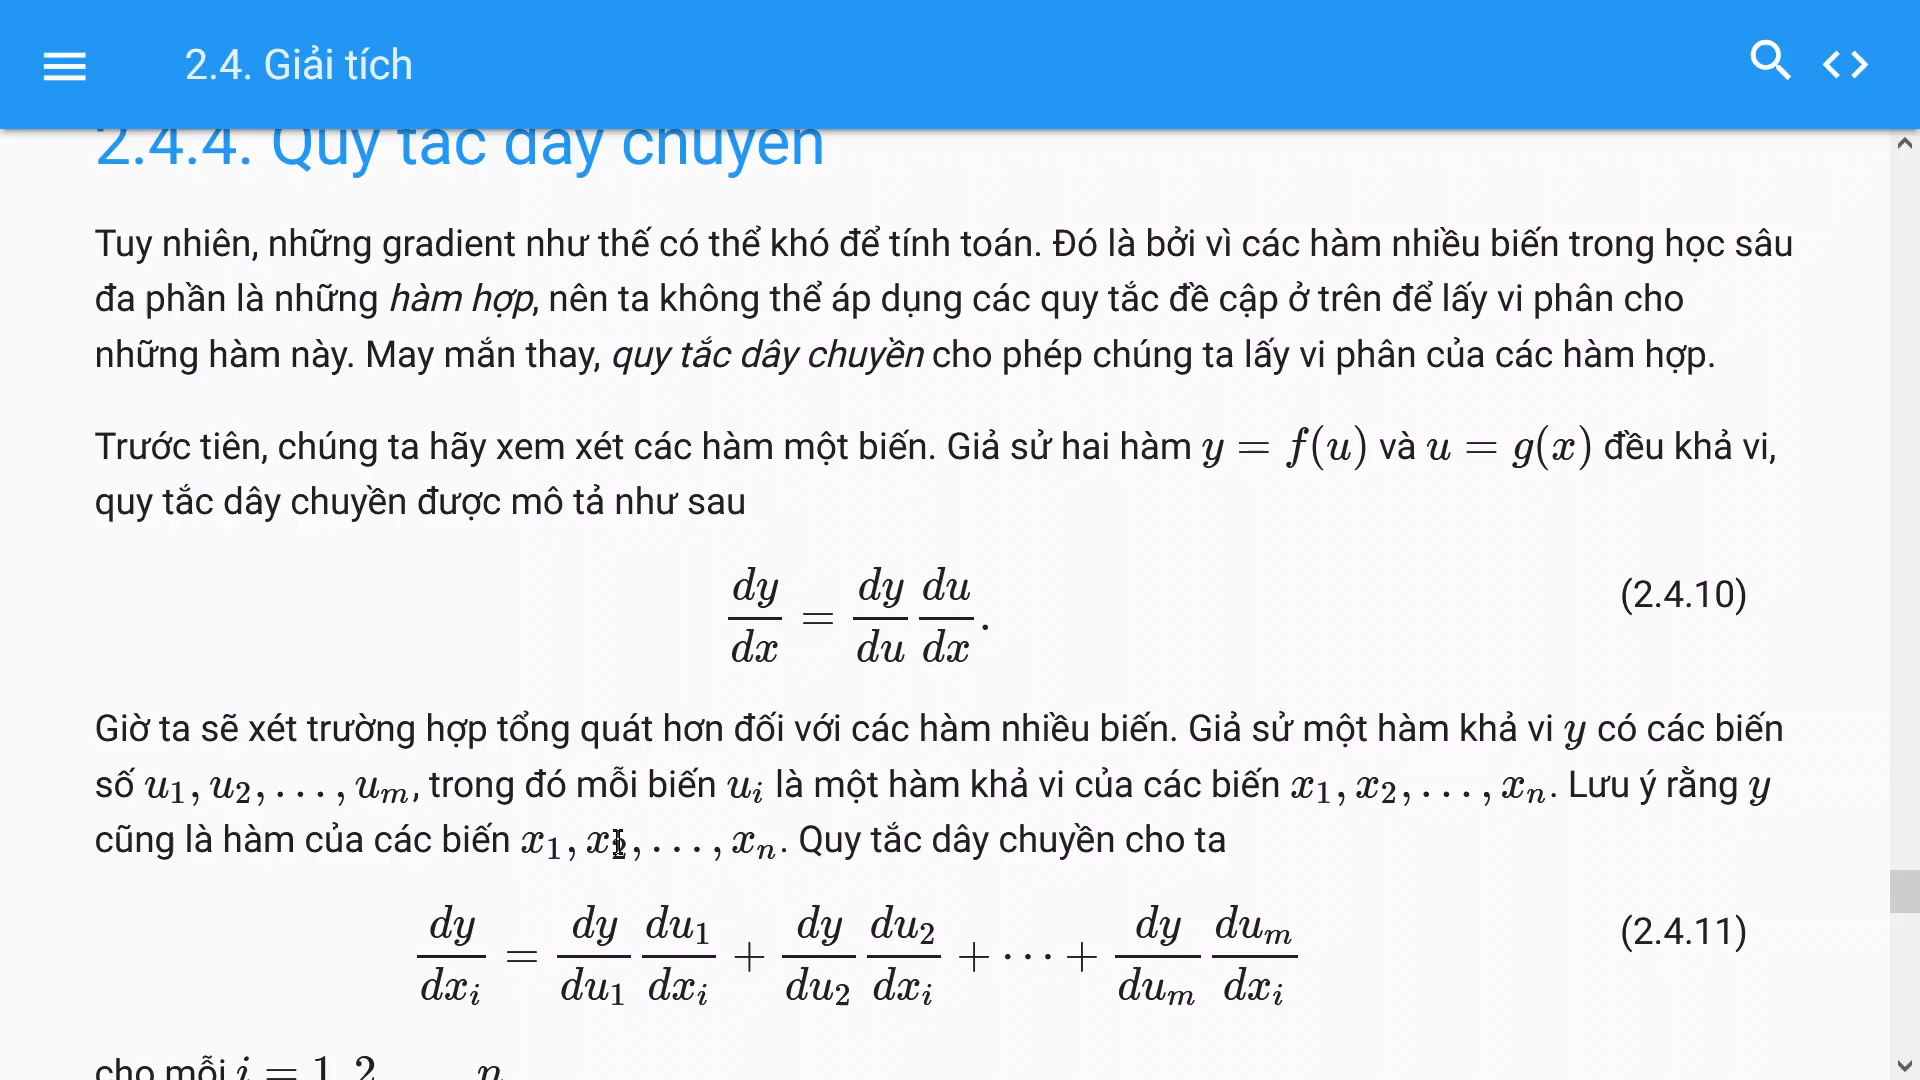 2.4. Giải tích
2.4.4. Quy tắc dây chuyền
Tuy nhiên, những gradient như thế có thể khó để tính toán. Đó là bởi vì các hàm nhiều biến trong học sâu
đa phần là những hàm hợp, nên ta không thể áp dụng các quy tắc đề cập ở trên để lấy vi phân cho
những hàm này. May mắn thay, quy tắc dây chuyền cho phép chúng ta lấy vi phân của các hàm hợp.
Trước tiên, chúng ta hãy xem xét các hàm một biến. Giả sử hai hàm y = f(u) và u = g(x) đều khả vi,
quy tắc dây chuyền được mô tả như sau
dy/dx = dy/du du/dx. (2.4.10)
Giờ ta sẽ xét trường hợp tổng quát hơn đối với các hàm nhiều biến. Giả sử một hàm khả vi y có các biến
số u₁, u₂, . . . , uₘ, trong đó mỗi biến uᵢ là một hàm khả vi của các biến x₁, x₂, . . . , xₙ. Lưu ý rằng y
cũng là hàm của các biến x₁, x₂, . . . , xₙ. Quy tắc dây chuyền cho ta
dy/dxᵢ = dy/du₁ du₁/dxᵢ + dy/du₂ du₂/dxᵢ + · · · + dy/duₘ duₘ/dxᵢ (2.4.11)
cho mỗi i = 1, 2, . . . , n